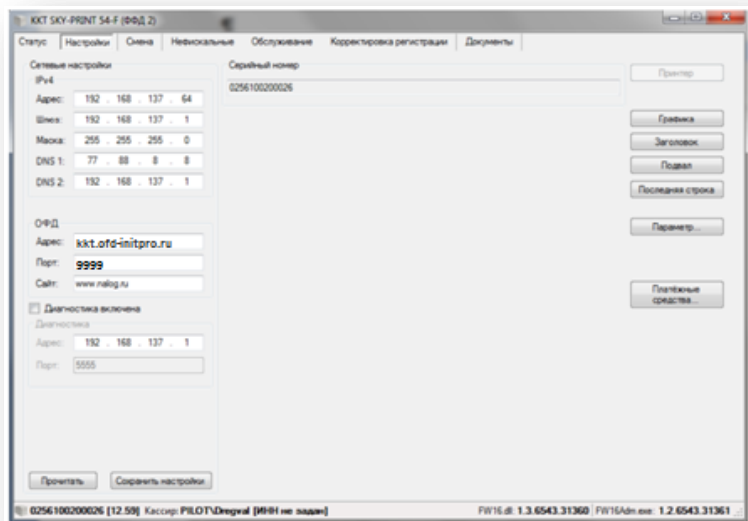 ККТ SKY-PRINT 54-F (ФФД 2)
Статус Настройки Смена Нефискальные Обслуживание Корректировка регистрации Документы
Сетевые настройки
IPv4
Адрес: 192 . 168 . 137 . 64
Шлюз: 192 . 168 . 137 . 1
Маска: 255 . 255 . 255 . 0
DNS 1: 77 . 88 . 8 . 8
DNS 2: 192 . 168 . 137 . 1
ОФД
Адрес: kkt.ofd-initpro.ru
Порт: 9999
Сайт: www.nalog.ru
Диагностика включена
Диагностика
Адрес: 192 . 168 . 137 . 1
Порт: 5555
Прочитать Сохранить настройки
Серийный номер
0256100200026
Принтер
Графика
Заголовок
Подвал
Последняя строка
Параметр...
Платёжные
средства...
0256100200026 [12.59] Кассир: PILOT\Dregval [ИНН не задан] FW16.dll: 1.3.6543.31360 FW16Adm.exe: 1.2.6543.31361